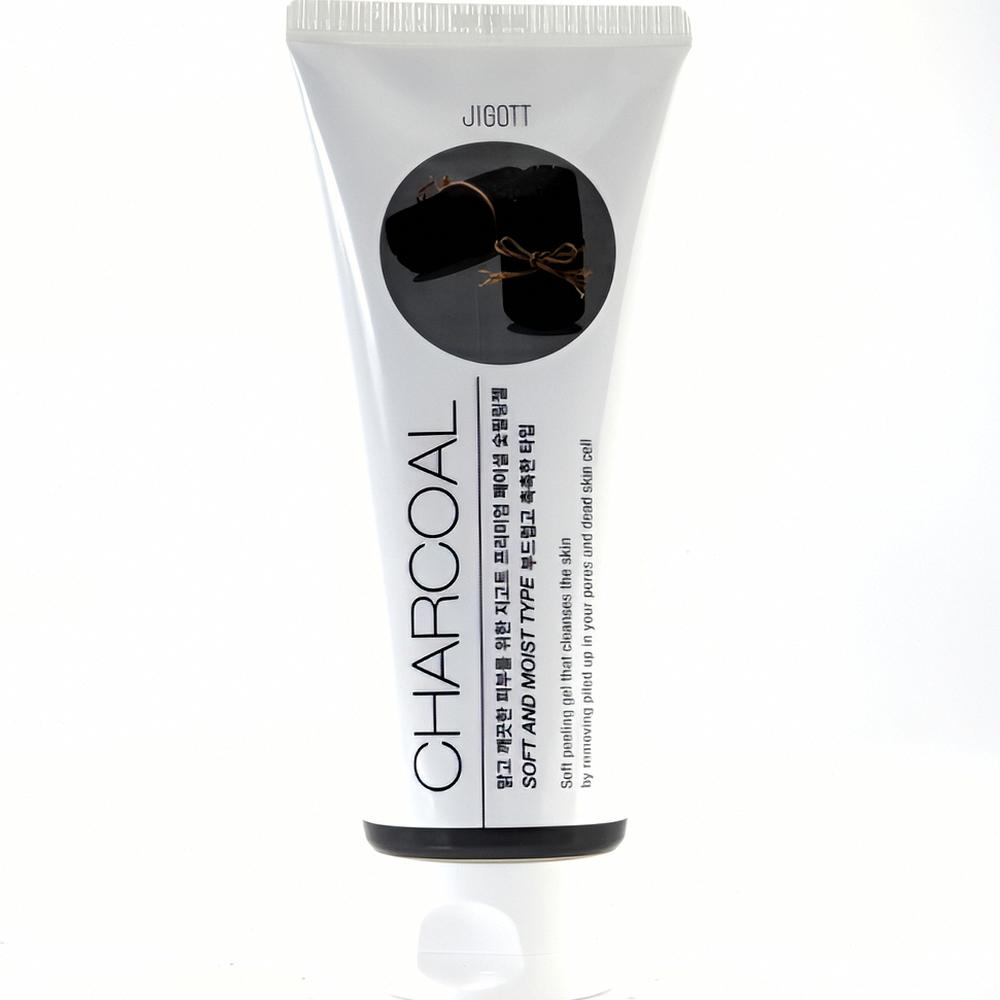 JIGOTT
CHARCOAL
맑고 깨끗한 피부를 위한 지고트 프리미엄 페이셜 숯필링젤
SOFT AND MOIST TYPE 부드럽고 촉촉한 타입
Soft peeling gel that cleanses the skin
by removing piled up in your pores and dead skin cell